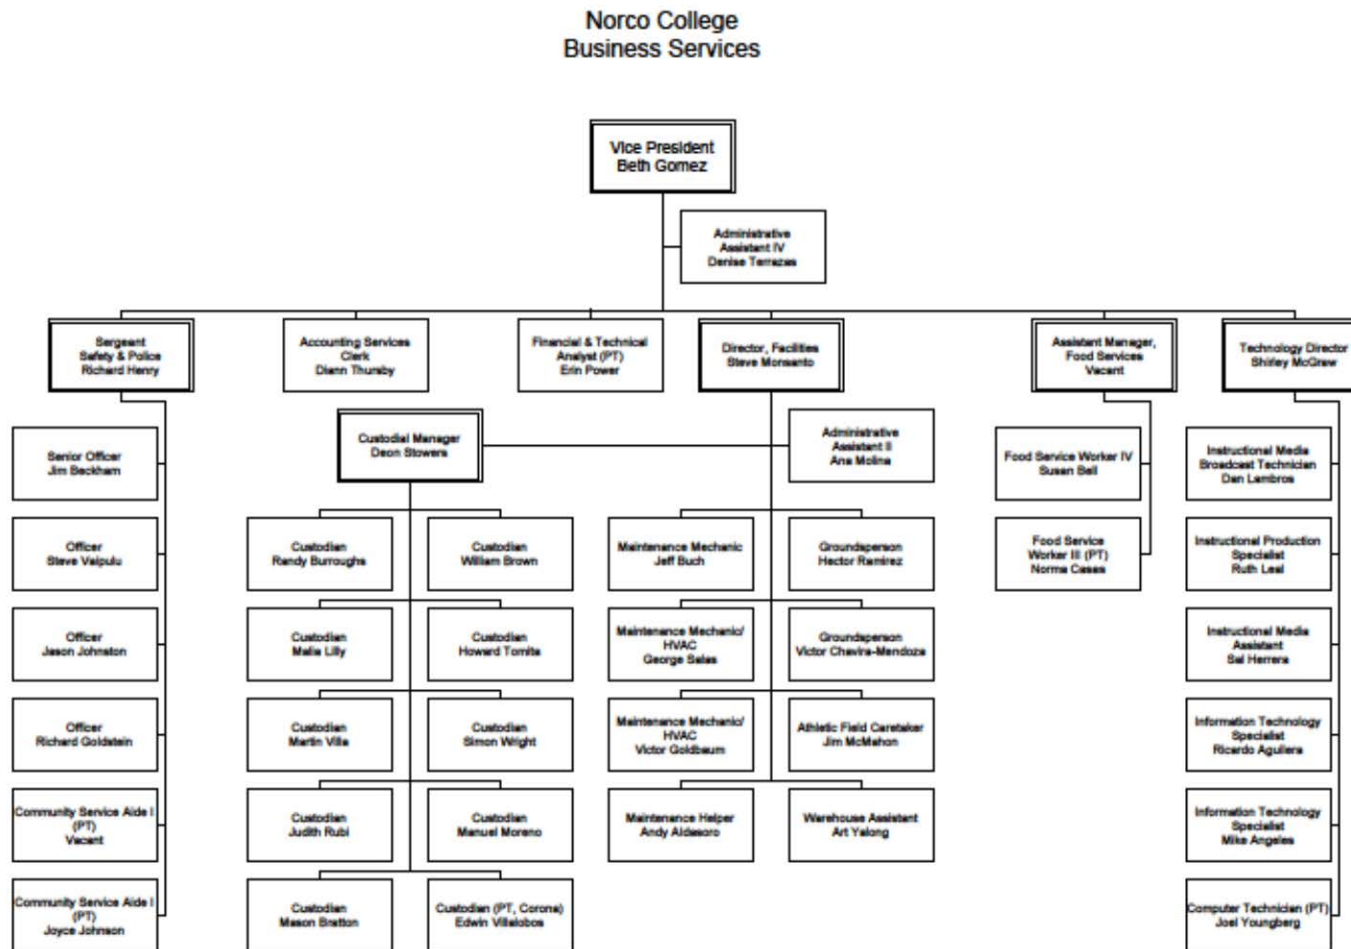 Norco College
Business Services
Vice President
Beth Gomez
Administrative
Assistant IV
Denise Terrazas
Sergeant
Safety & Police
Richard Henry
Accounting Services
Clerk
Diann Thursby
Financial & Technical
Analyst (PT)
Erin Power
Director, Facilities
Steve Monsanto
Assistant Manager,
Food Services
Vacant
Technology Director
Shirley McGraw
Custodial Manager
Deon Stowers
Administrative
Assistant II
Ana Molina
Senior Officer
Jim Beckham
Food Service Worker IV
Susan Bell
Instructional Media
Broadcast Technician
Dan Lambros
Officer
Steve Vaipulu
Custodian
Randy Burroughs
Custodian
William Brown
Maintenance Mechanic
Jeff Buch
Groundsperson
Hector Ramirez
Food Service
Worker III (PT)
Norma Casas
Instructional Production
Specialist
Ruth Leal
Officer
Jason Johnston
Custodian
Malia Lilly
Custodian
Howard Tomita
Maintenance Mechanic/
HVAC
George Salas
Groundsperson
Victor Chavira-Mendoza
Instructional Media
Assistant
Sal Herrera
Officer
Richard Goldstein
Custodian
Martin Villa
Custodian
Simon Wright
Maintenance Mechanic/
HVAC
Victor Goldbaum
Athletic Field Caretaker
Jim McMahon
Information Technology
Specialist
Ricardo Aguilera
Community Service Aide I
(PT)
Vacant
Custodian
Judith Rubi
Custodian
Manuel Moreno
Maintenance Helper
Andy Aldasoro
Warehouse Assistant
Art Yalong
Information Technology
Specialist
Mike Angeles
Community Service Aide I
(PT)
Joyce Johnson
Custodian
Mason Bratton
Custodian (PT, Corona)
Edwin Villalobos
Computer Technician (PT)
Joel Youngberg